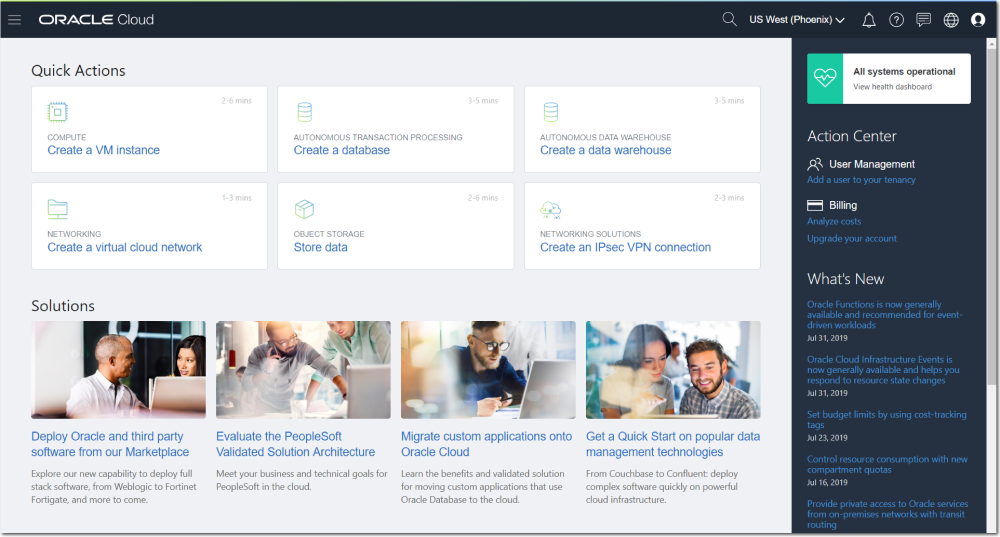 ORACLE Cloud
US West (Phoenix)
Quick Actions
2-6 mins
COMPUTE
Create a VM instance
3-5 mins
AUTONOMOUS TRANSACTION PROCESSING
Create a database
3-5 mins
AUTONOMOUS DATA WAREHOUSE
Create a data warehouse
1-3 mins
NETWORKING
Create a virtual cloud network
2-6 mins
OBJECT STORAGE
Store data
2-3 mins
NETWORKING SOLUTIONS
Create an IPsec VPN connection
Solutions
Deploy Oracle and third party
software from our Marketplace
Explore our new capability to deploy full
stack software, from Weblogic to Fortinet
Fortigate, and more to come.
Evaluate the PeopleSoft
Validated Solution Architecture
Meet your business and technical goals for
PeopleSoft in the cloud.
Migrate custom applications onto
Oracle Cloud
Learn the benefits and validated solution
for moving custom applications that use
Oracle Database to the cloud.
Get a Quick Start on popular data
management technologies
From Couchbase to Confluent: deploy
complex software quickly on powerful
cloud infrastructure.
All systems operational
View health dashboard
Action Center
User Management
Add a user to your tenancy
Billing
Analyze costs
Upgrade your account
What's New
Oracle Functions is now generally
available and recommended for event-
driven workloads
Jul 31, 2019
Oracle Cloud Infrastructure Events is
now generally available and helps you
respond to resource state changes
Jul 31, 2019
Set budget limits by using cost-tracking
tags
Jul 23, 2019
Control resource consumption with new
compartment quotas
Jul 16, 2019
Provide private access to Oracle services
from on-premises networks with transit
routing